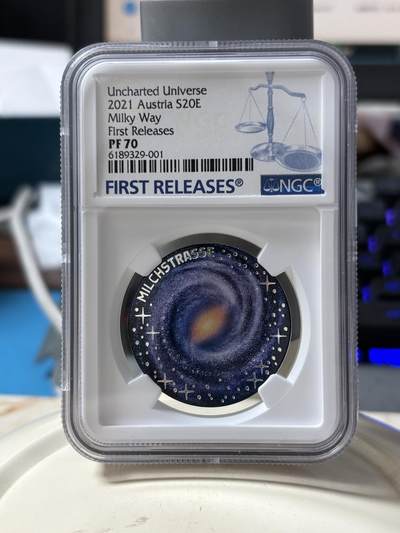 Uncharted Universe
2021 Austria S20E
Milky Way
First Releases
PF 70
6189329-001
FIRST RELEASES®
NGC®
MILCHSTRASSE